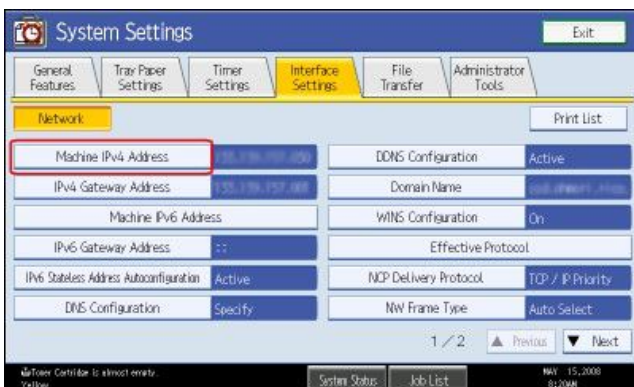 System Settings
Exit
General Features
Tray Paper Settings
Timer Settings
Interface Settings
File Transfer
Administrator Tools
Network
Print List
Machine IPv4 Address
DDNS Configuration
Active
IPv4 Gateway Address
Domain Name
Machine IPv6 Address
WINS Configuration
On
IPv6 Gateway Address
::
Effective Protocol
IPv6 Stateless Address Autoconfiguration
Active
NCP Delivery Protocol
TCP / IP Priority
DNS Configuration
Specify
NW Frame Type
Auto Select
1/2
▲ Previous
▼ Next
Toner Cartridge is almost empty.
Yellow
System Status
Job List
MAY 15,2008
8:20AM